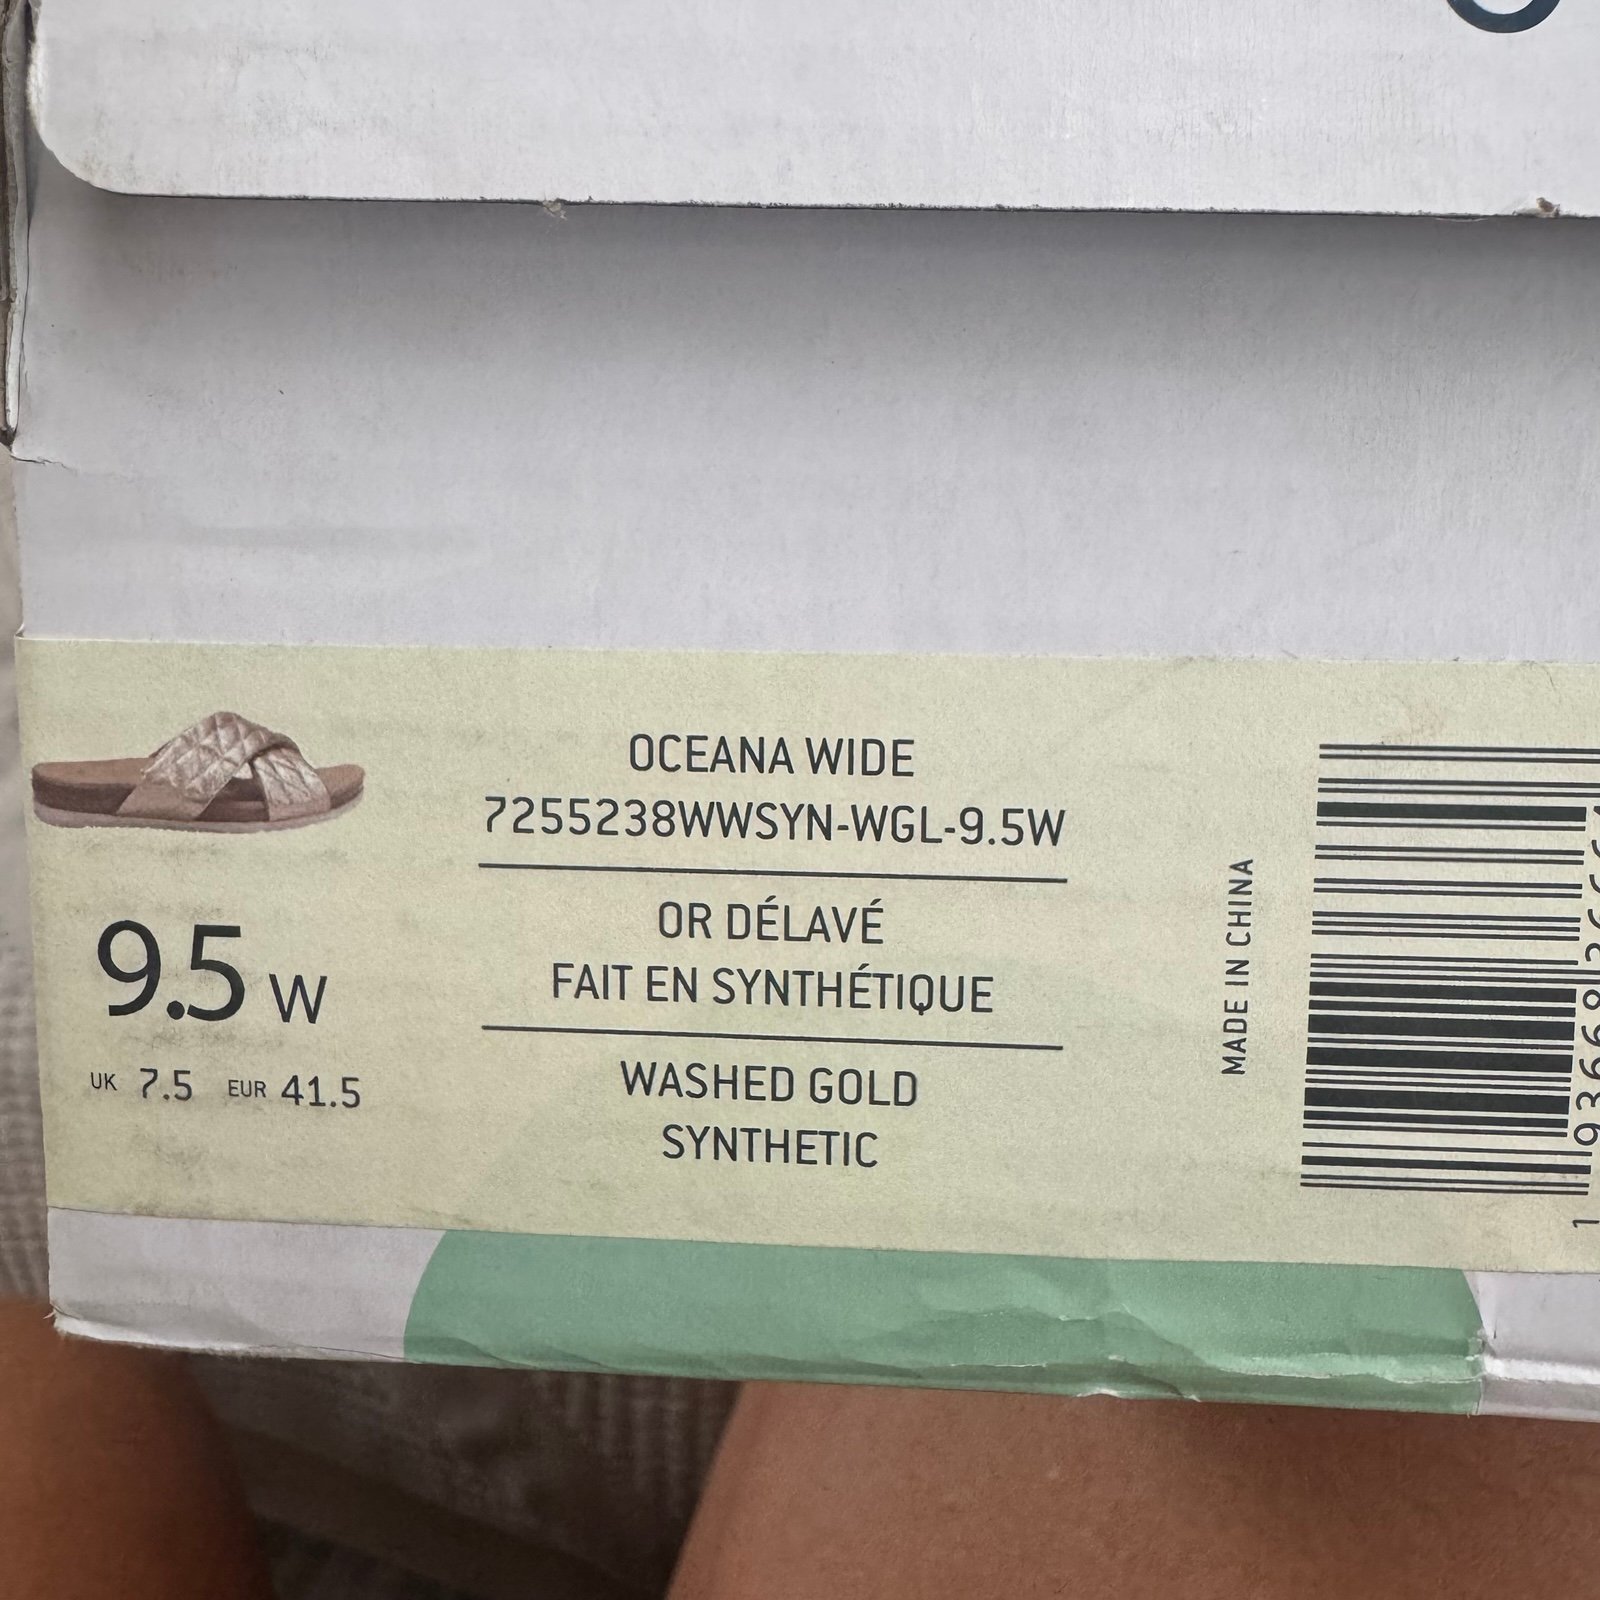 OCEANA WIDE
7255238WWSYN-WGL-9.5W
OR DÉLAVÉ
FAIT EN SYNTHÉTIQUE
WASHED GOLD
SYNTHETIC
9.5 W
UK 7.5 EUR 41.5
MADE IN CHINA